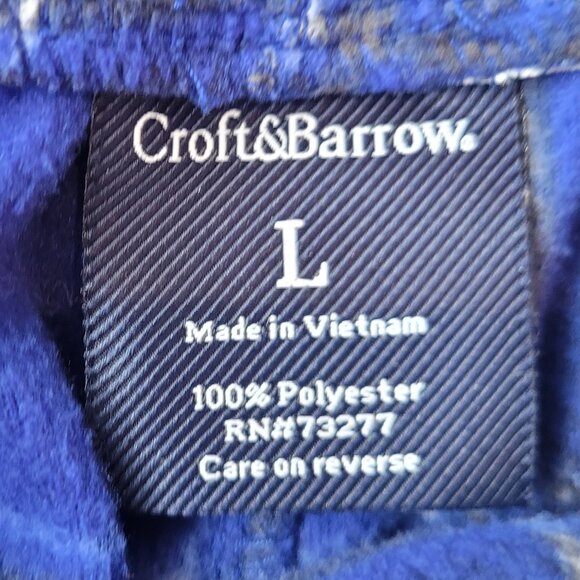 Croft&Barrow®
L
Made in Vietnam
100% Polyester
RN#73277
Care on reverse